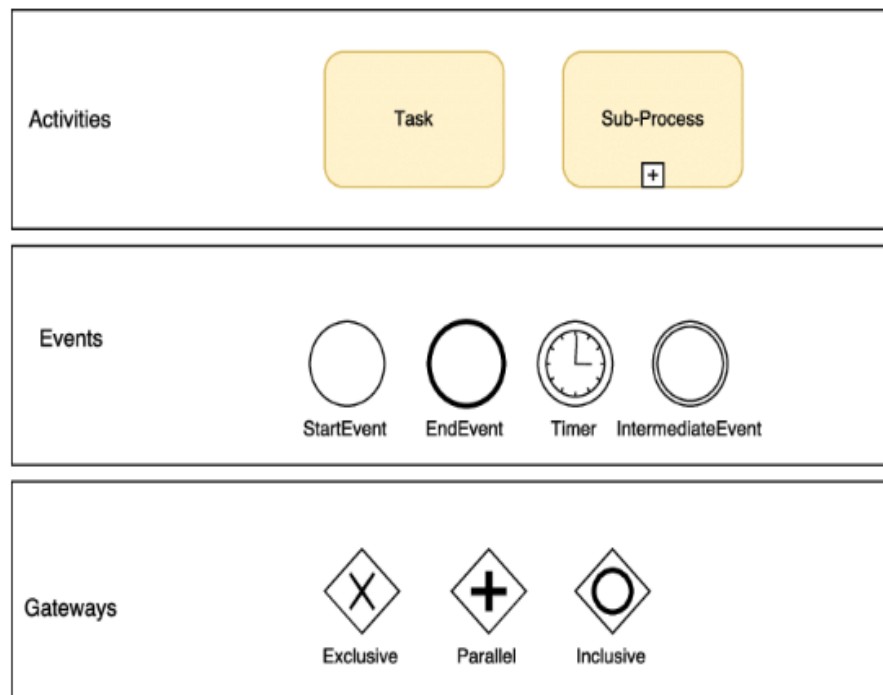 Activities
Task
Sub-Process
Events
StartEvent
EndEvent
Timer
IntermediateEvent
Gateways
Exclusive
Parallel
Inclusive